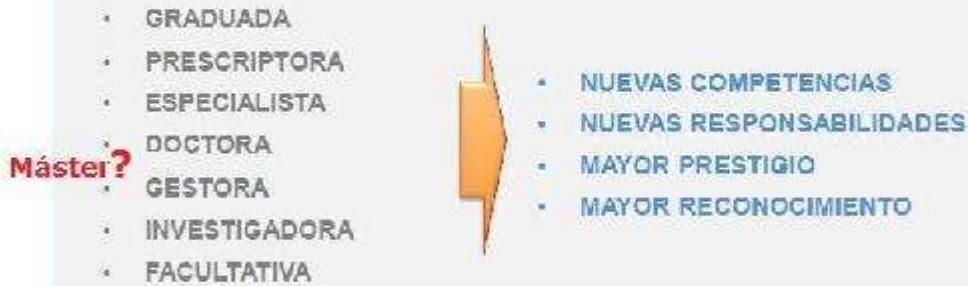 • GRADUADA
• PRESCRIPTORA
• ESPECIALISTA
• DOCTORA
Máster?
• GESTORA
• INVESTIGADORA
• FACULTATIVA
• NUEVAS COMPETENCIAS
• NUEVAS RESPONSABILIDADES
• MAYOR PRESTIGIO
• MAYOR RECONOCIMIENTO